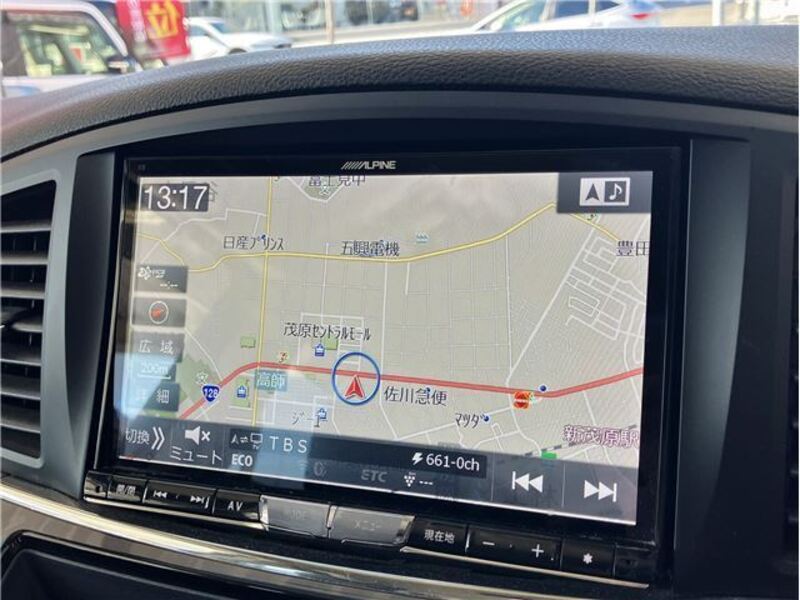 ALPINE
13:17
富士見中
日産プリンス
五興電機
豊田
--:--
茂原セントラルモール
広域
200m
詳細
128
高師
佐川急便
マツダ
新茂原駅
切換
ミュート
TBS
ECO
ETC
---
661-0ch
開/閉
AV
メニュー
現在地
－
＋